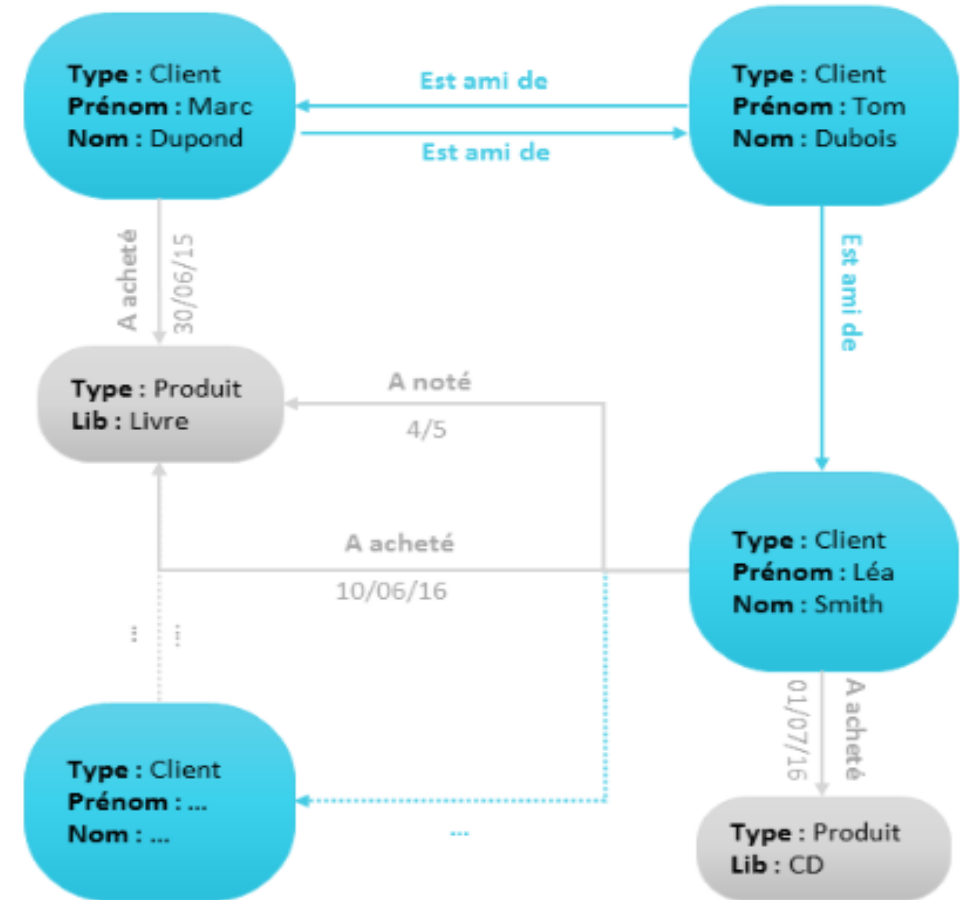 Type : Client
Prénom : Marc
Nom : Dupond
Est ami de
Est ami de
Type : Client
Prénom : Tom
Nom : Dubois
A acheté
30/06/15
Est ami de
Type : Produit
Lib : Livre
A noté
4/5
A acheté
10/06/16
Type : Client
Prénom : Léa
Nom : Smith
...
...
01/07/16
A acheté
Type : Client
Prénom : ...
Nom : ...
...
Type : Produit
Lib : CD